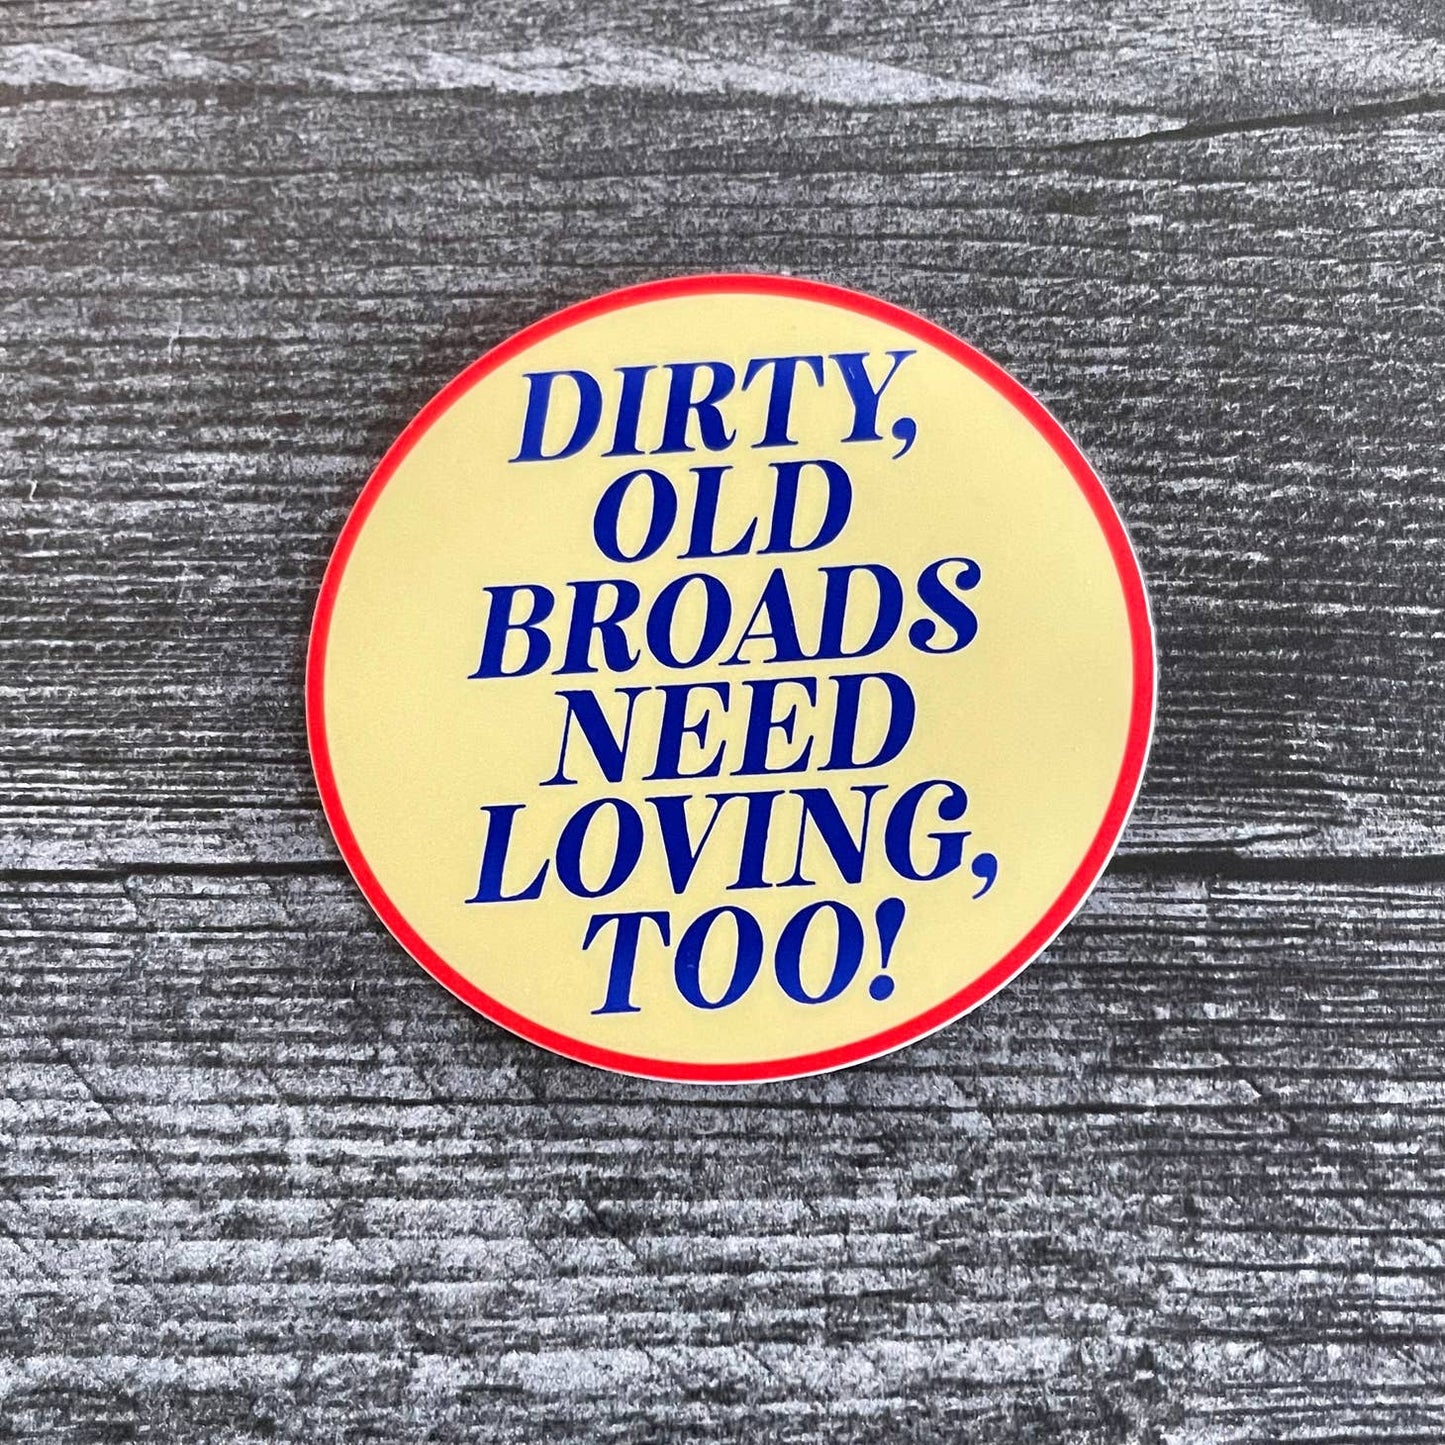 DIRTY,
OLD
BROADS
NEED
LOVING,
TOO!